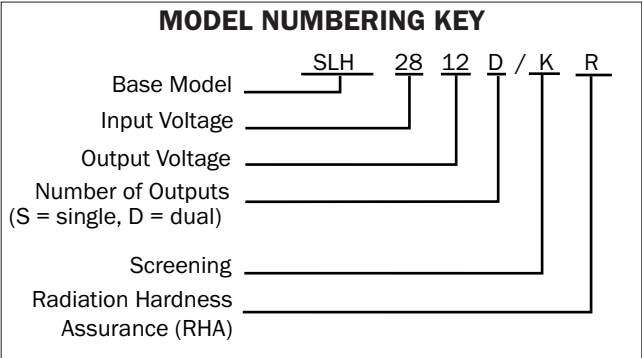 MODEL NUMBERING KEY
SLH 28 12 D / K R
Base Model
Input Voltage
Output Voltage
Number of Outputs
(S = single, D = dual)
Screening
Radiation Hardness
Assurance (RHA)